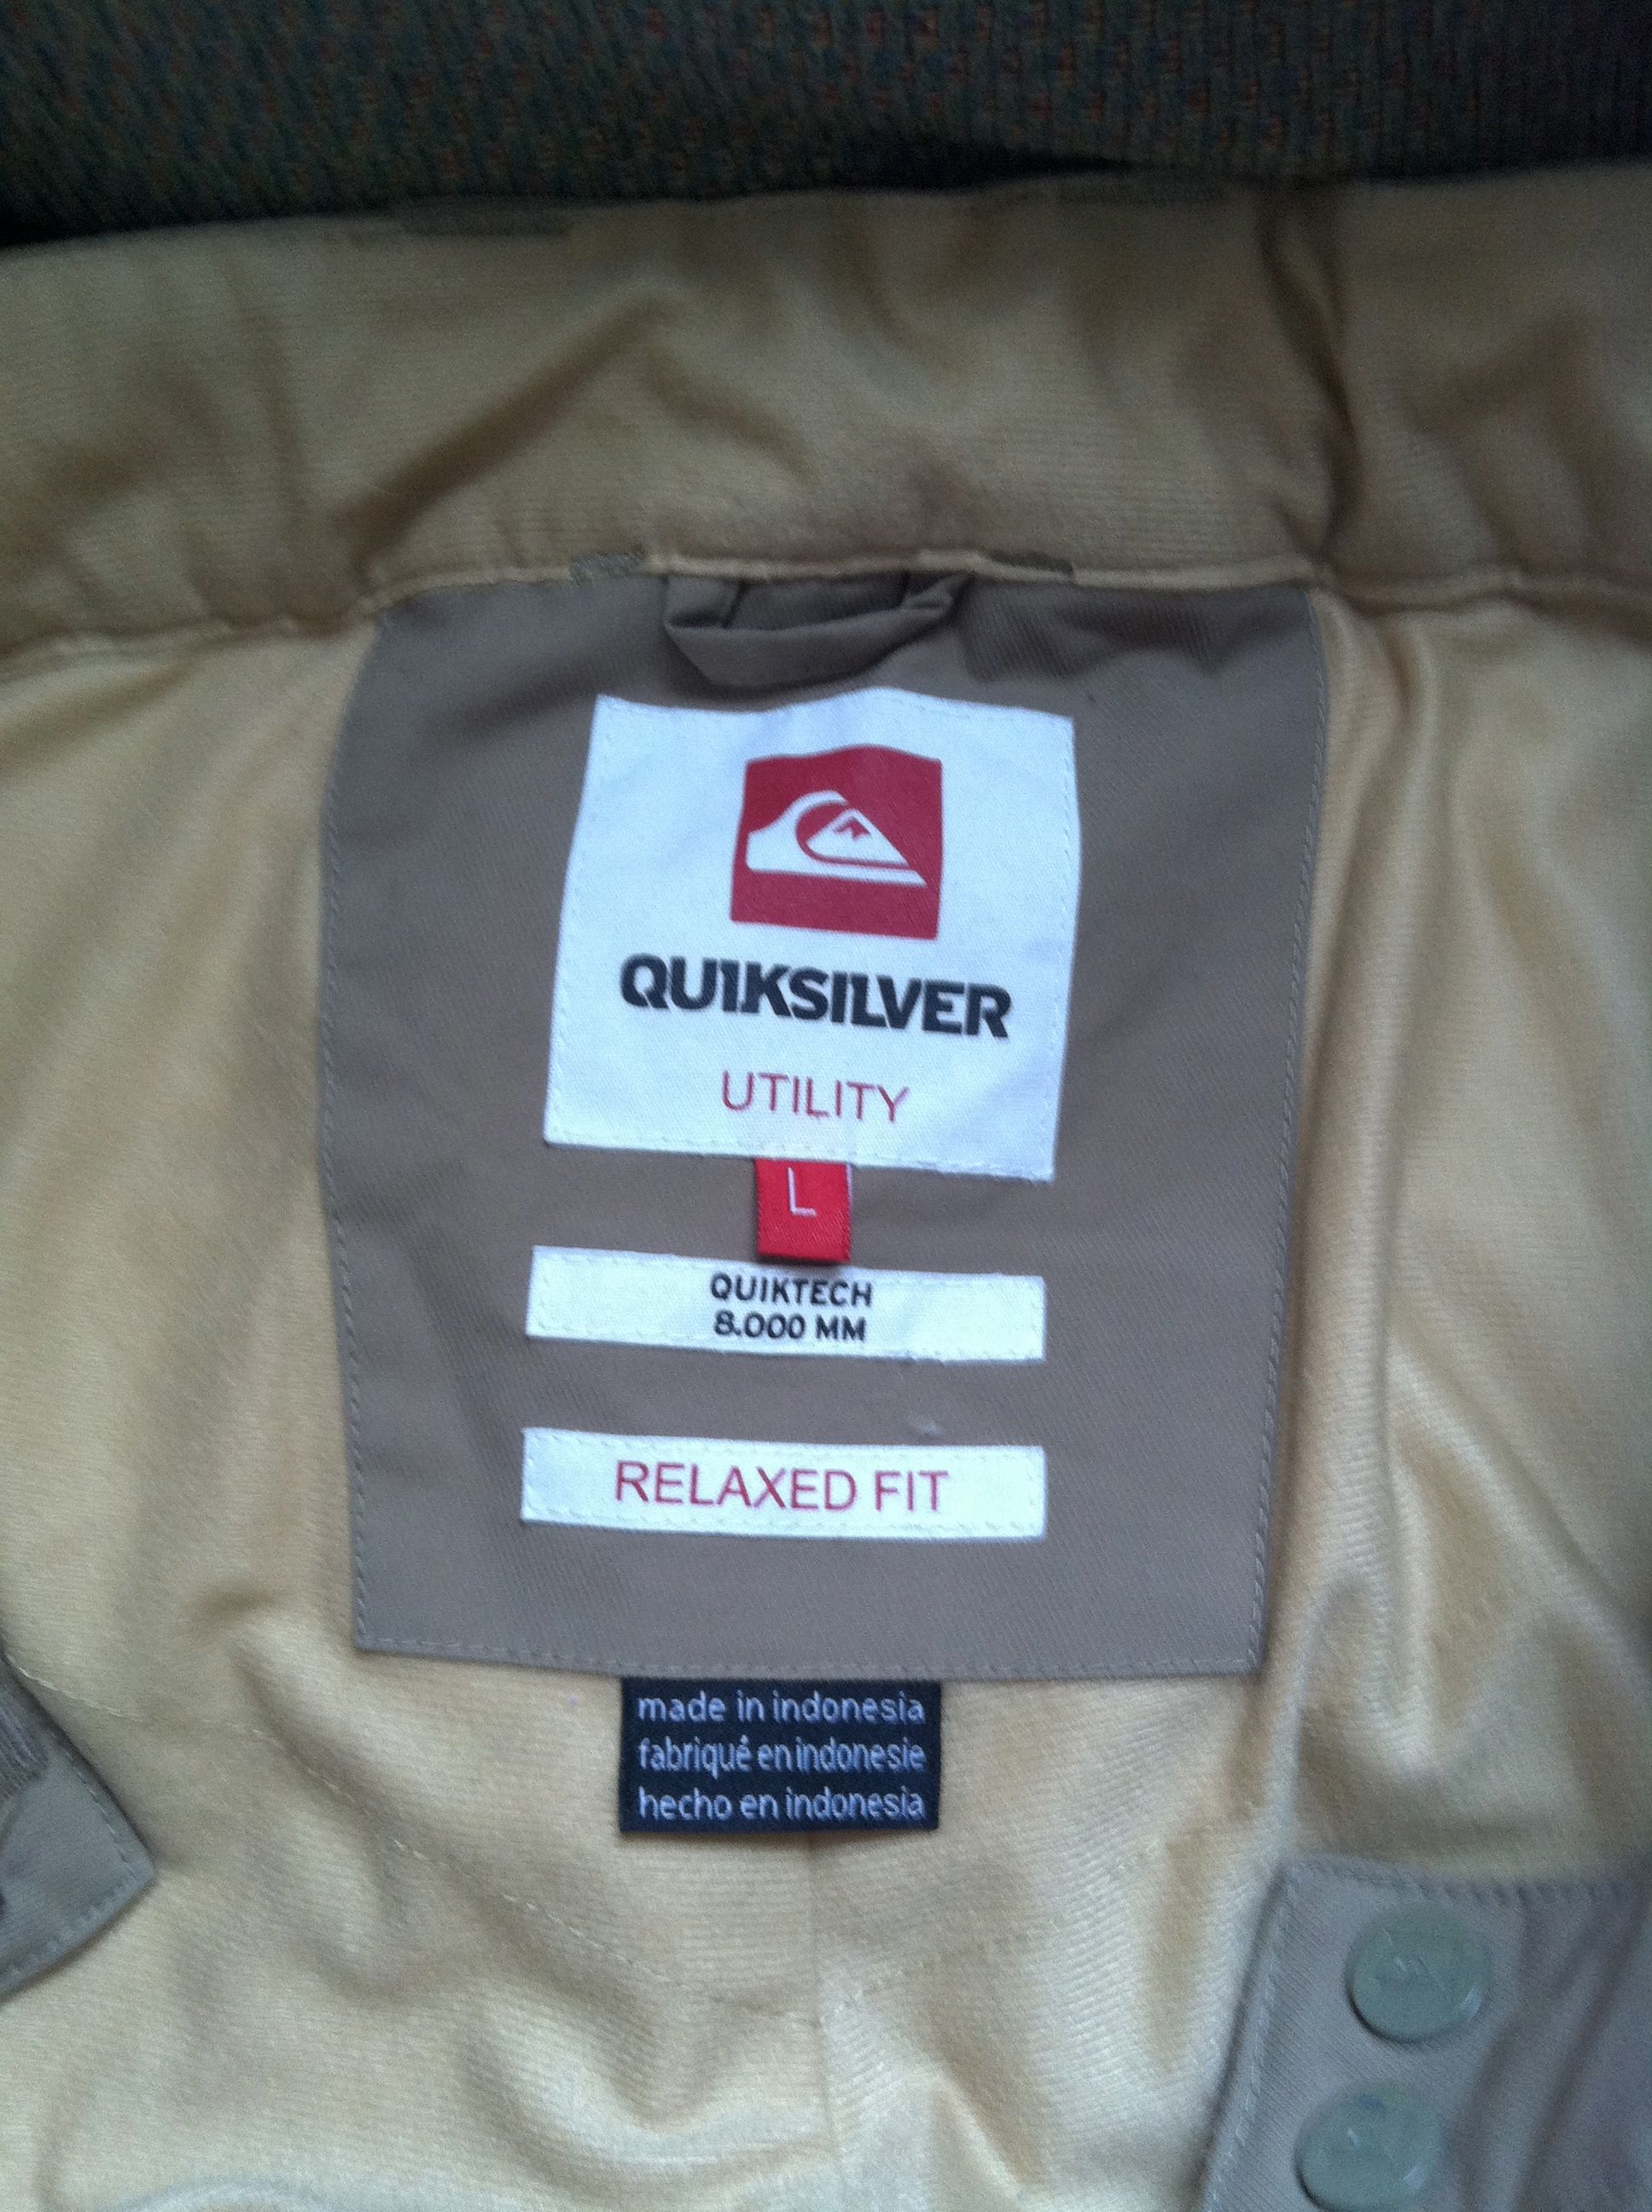 QUIKSILVER
UTILITY
L
QUIKTECH
8.000 MM
RELAXED FIT
made in indonesia
fabriqué en indonesie
hecho en indonesia